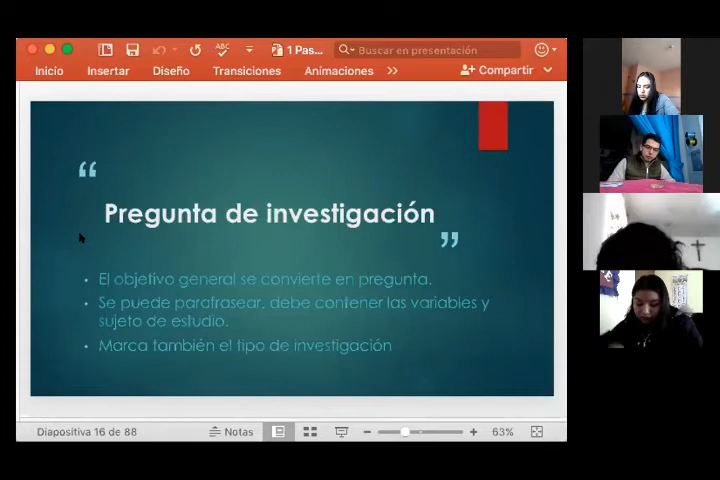 ABC
1 Pas...
Buscar en presentación
Inicio
Insertar
Diseño
Transiciones
Animaciones
Compartir
“
Pregunta de investigación
”
• El objetivo general se convierte en pregunta.
• Se puede parafrasear, debe contener las variables y
sujeto de estudio.
• Marca también el tipo de investigación
Diapositiva 16 de 88
Notas
63%